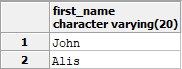 first_name
character varying(20)
1 John
2 Alis